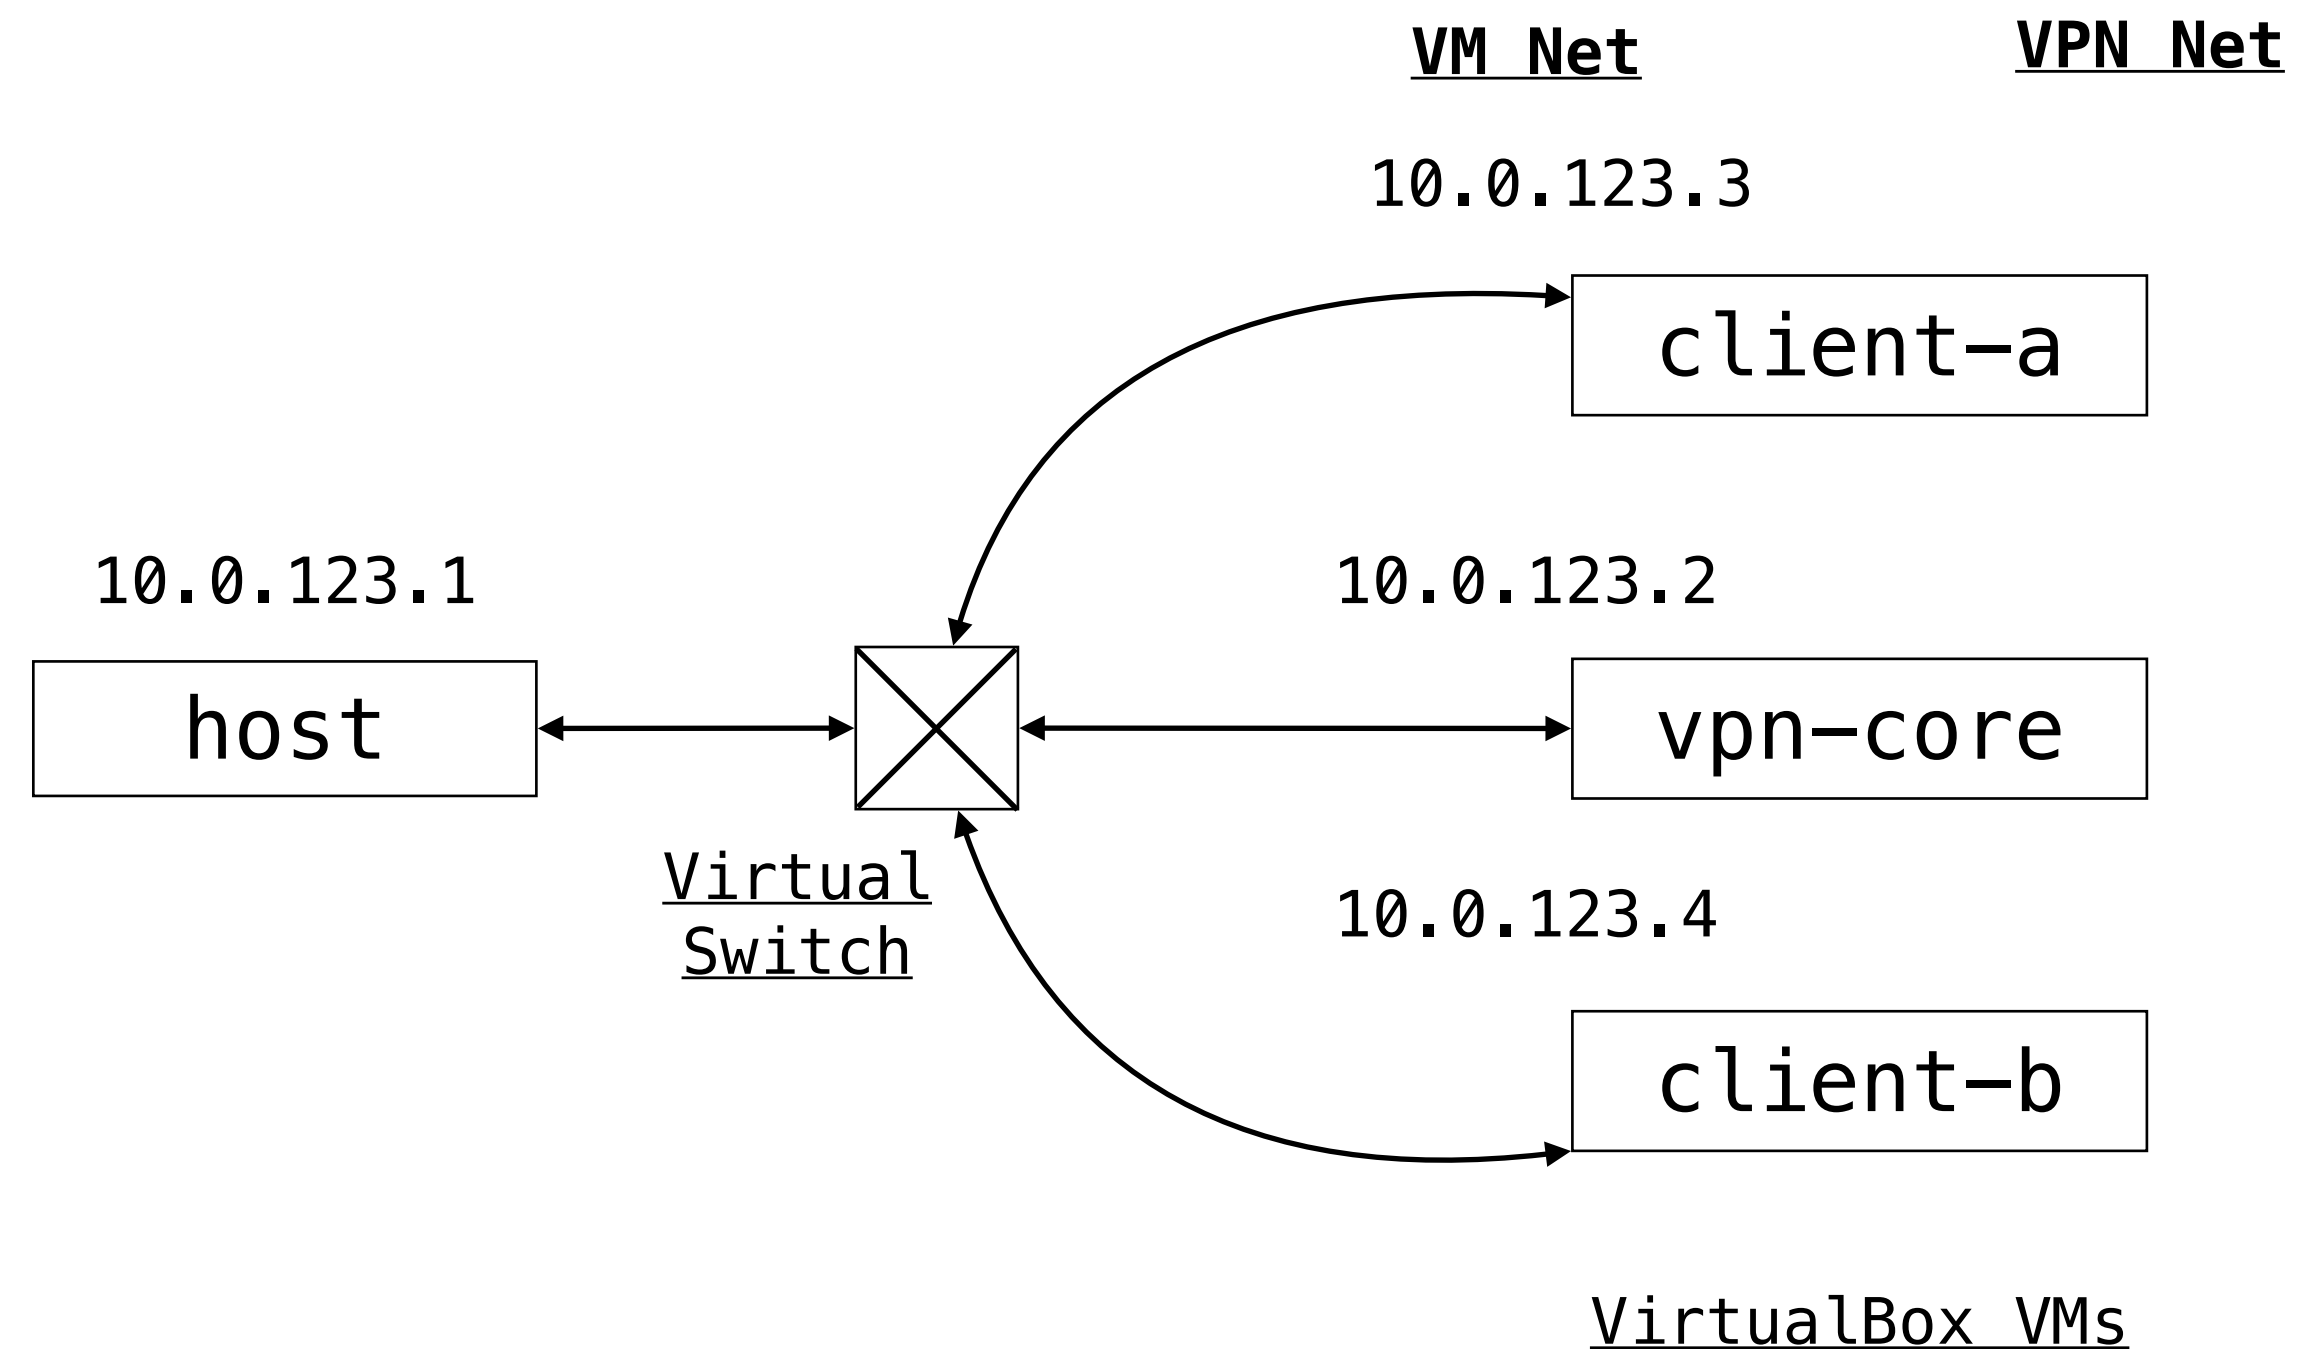 VM Net
VPN Net
10.0.123.3
client-a
10.0.123.1
10.0.123.2
host
vpn-core
Virtual
Switch
10.0.123.4
client-b
VirtualBox VMs